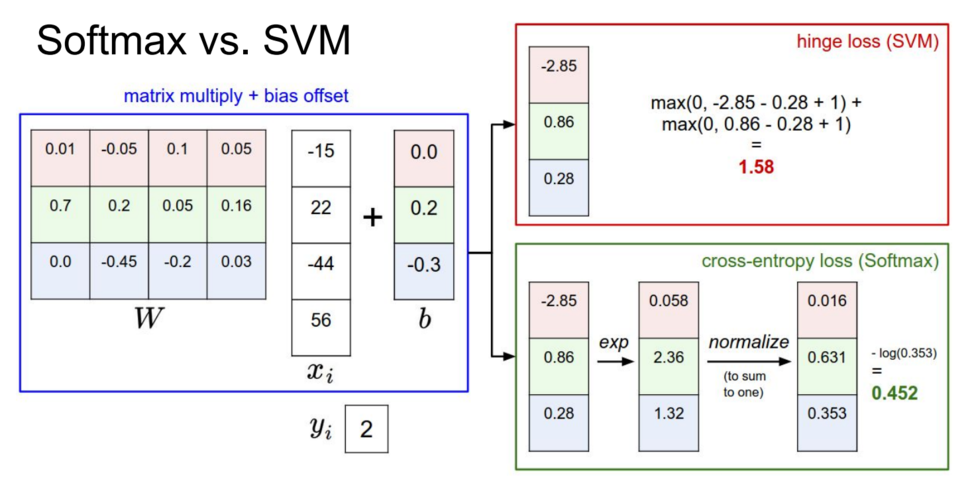 Softmax vs. SVM
matrix multiply + bias offset
0.01 -0.05 0.1 0.05
0.7 0.2 0.05 0.16
0.0 -0.45 -0.2 0.03
W
-15
22
-44
56
x_i
+
0.0
0.2
-0.3
b
y_i 2
hinge loss (SVM)
-2.85
0.86
0.28
max(0, -2.85 - 0.28 + 1) +
max(0, 0.86 - 0.28 + 1)
=
1.58
cross-entropy loss (Softmax)
-2.85
0.86
0.28
exp
0.058
2.36
1.32
normalize
(to sum
to one)
0.016
0.631
0.353
- log(0.353)
=
0.452